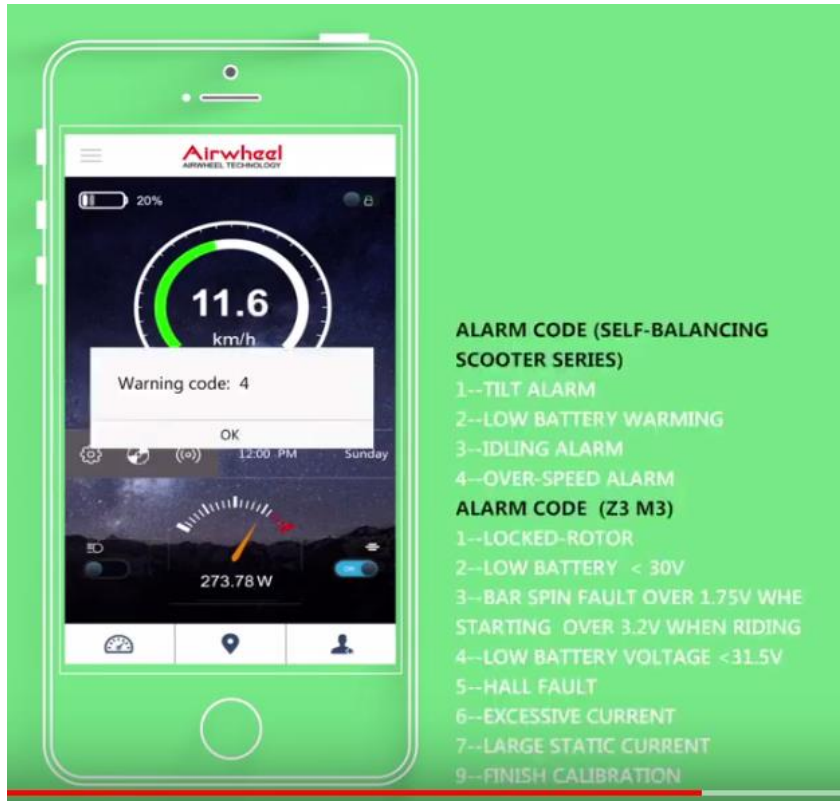 Airwheel
AIRWHEEL TECHNOLOGY
20%
11.6
km/h
Warning code: 4
OK
12:00 PM Sunday
ON
273.78 W
ALARM CODE (SELF-BALANCING
SCOOTER SERIES)
1--TILT ALARM
2--LOW BATTERY WARMING
3--IDLING ALARM
4--OVER-SPEED ALARM
ALARM CODE (Z3 M3)
1--LOCKED-ROTOR
2--LOW BATTERY < 30V
3--BAR SPIN FAULT OVER 1.75V WHE
STARTING OVER 3.2V WHEN RIDING
4--LOW BATTERY VOLTAGE <31.5V
5--HALL FAULT
6--EXCESSIVE CURRENT
7--LARGE STATIC CURRENT
9--FINISH CALIBRATION